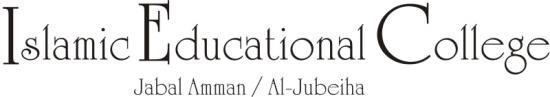 Islamic Educational College
Jabal Amman / Al-Jubeiha